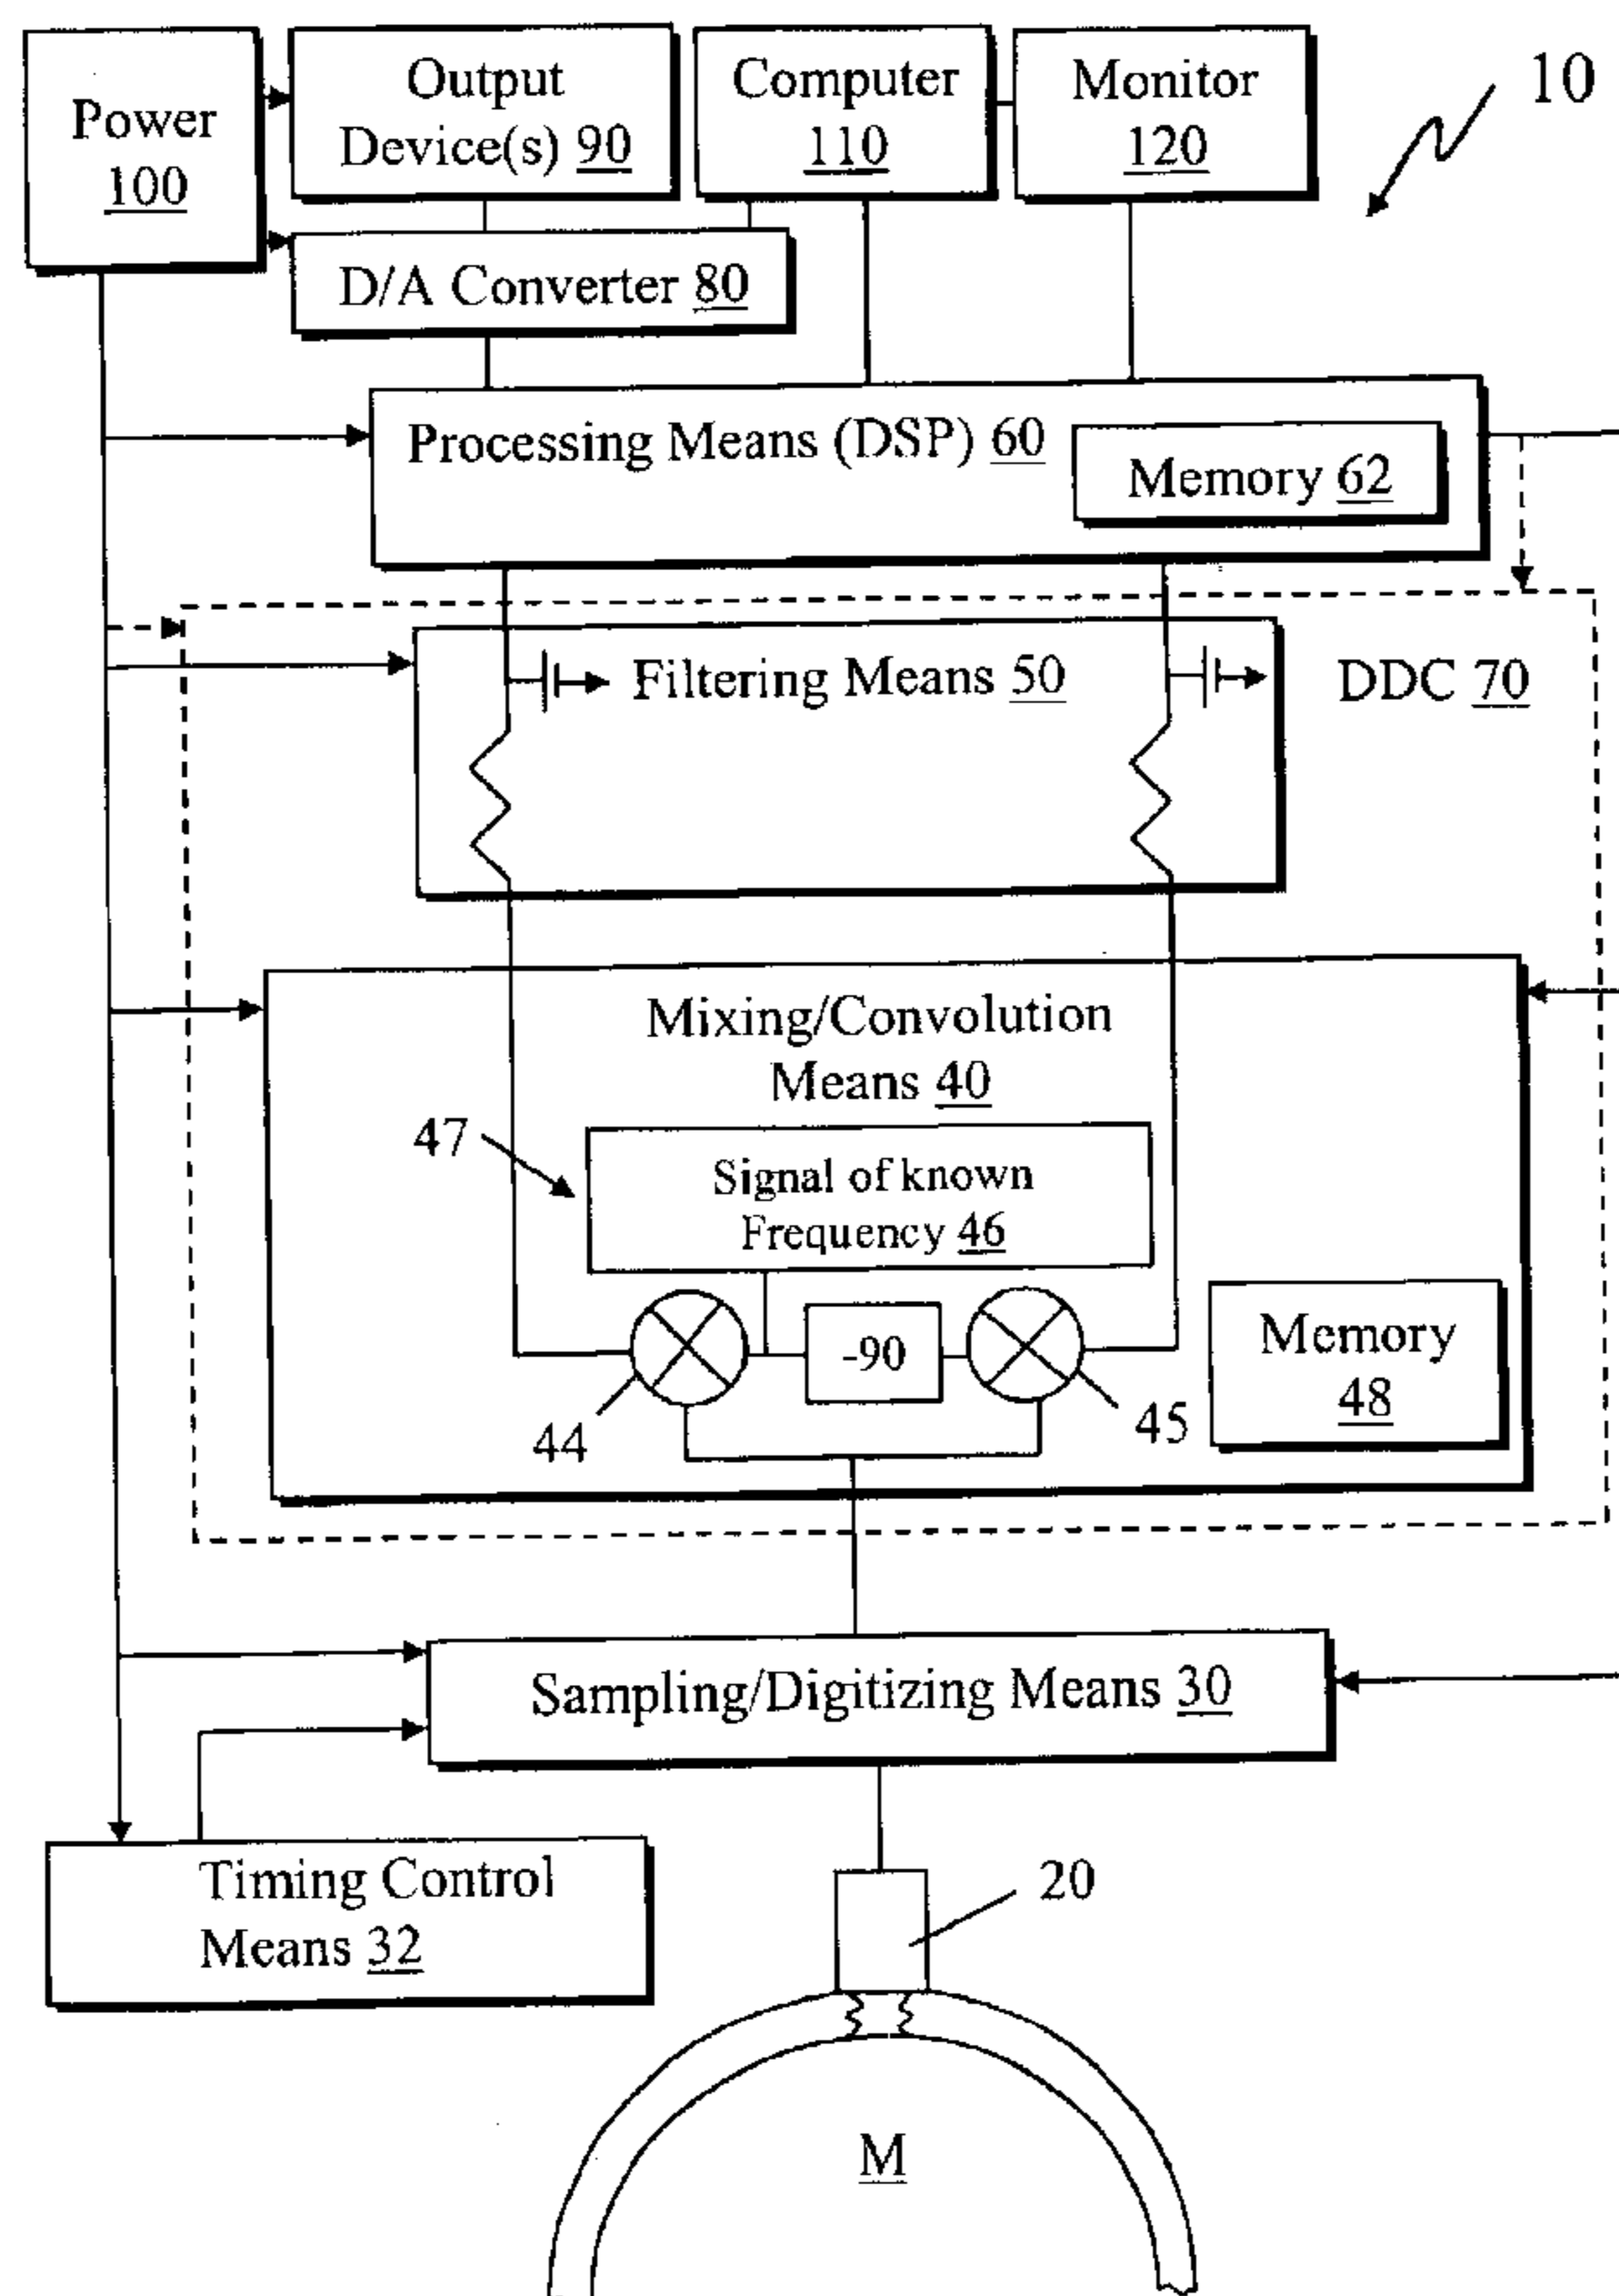 Power
100
Output
Device(s) 90
Computer
110
Monitor
120
10
D/A Converter 80
Processing Means (DSP) 60
Memory 62
Filtering Means 50
DDC 70
Mixing/Convolution
Means 40
47
Signal of known
Frequency 46
-90
44
45
Memory
48
Sampling/Digitizing Means 30
Timing Control
Means 32
20
M